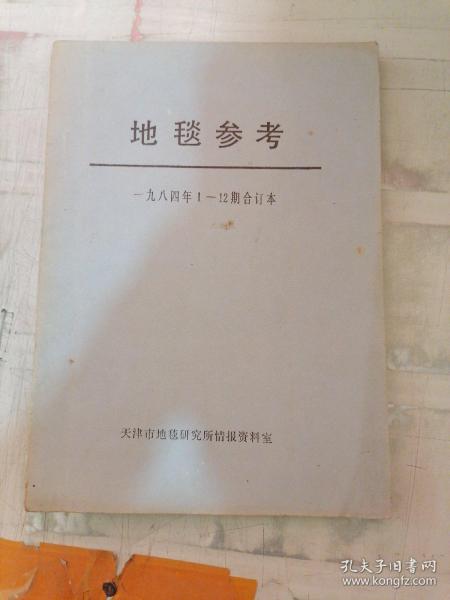 地毯参考
一九八四年1—12期合订本
天津市地毯研究所情报资料室
孔夫子旧书网
www.kongfz.com